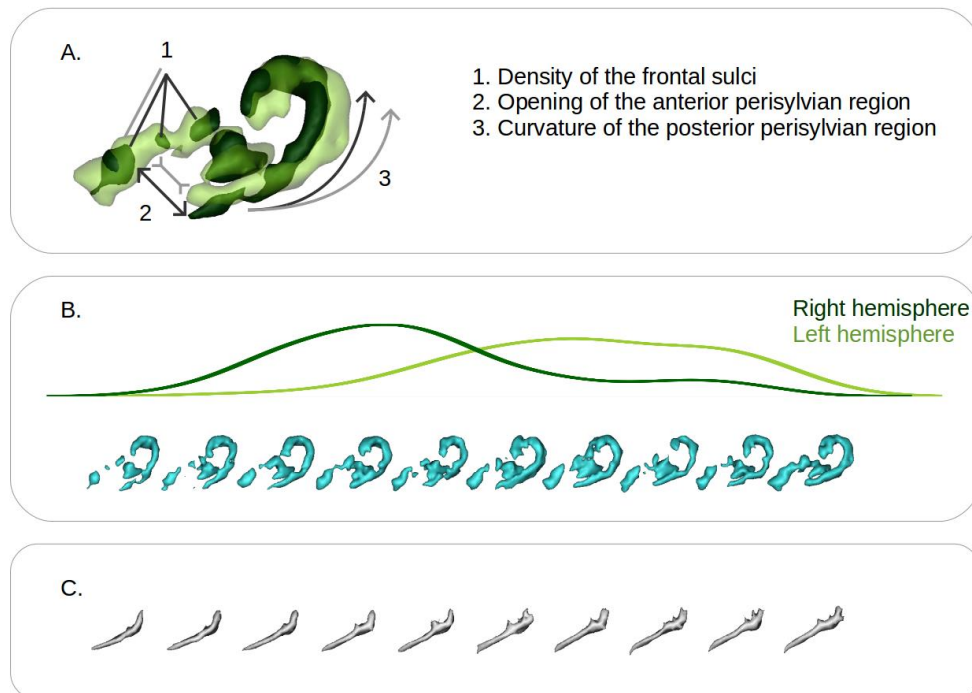 A.
1
2
3
1. Density of the frontal sulci
2. Opening of the anterior perisylvian region
3. Curvature of the posterior perisylvian region
B.
Right hemisphere
Left hemisphere
C.